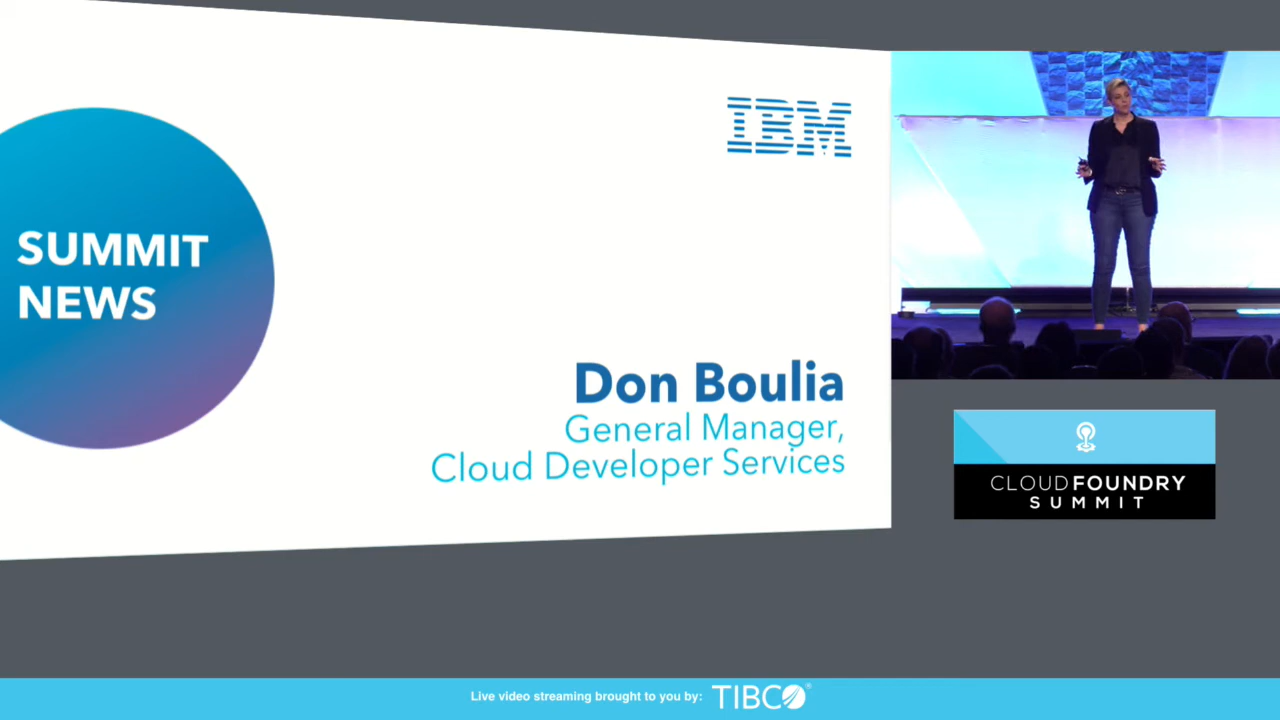 SUMMIT
NEWS
IBM
Don Boulia
General Manager,
Cloud Developer Services
CLOUDFOUNDRY
SUMMIT
Live video streaming brought to you by: TIBCO®